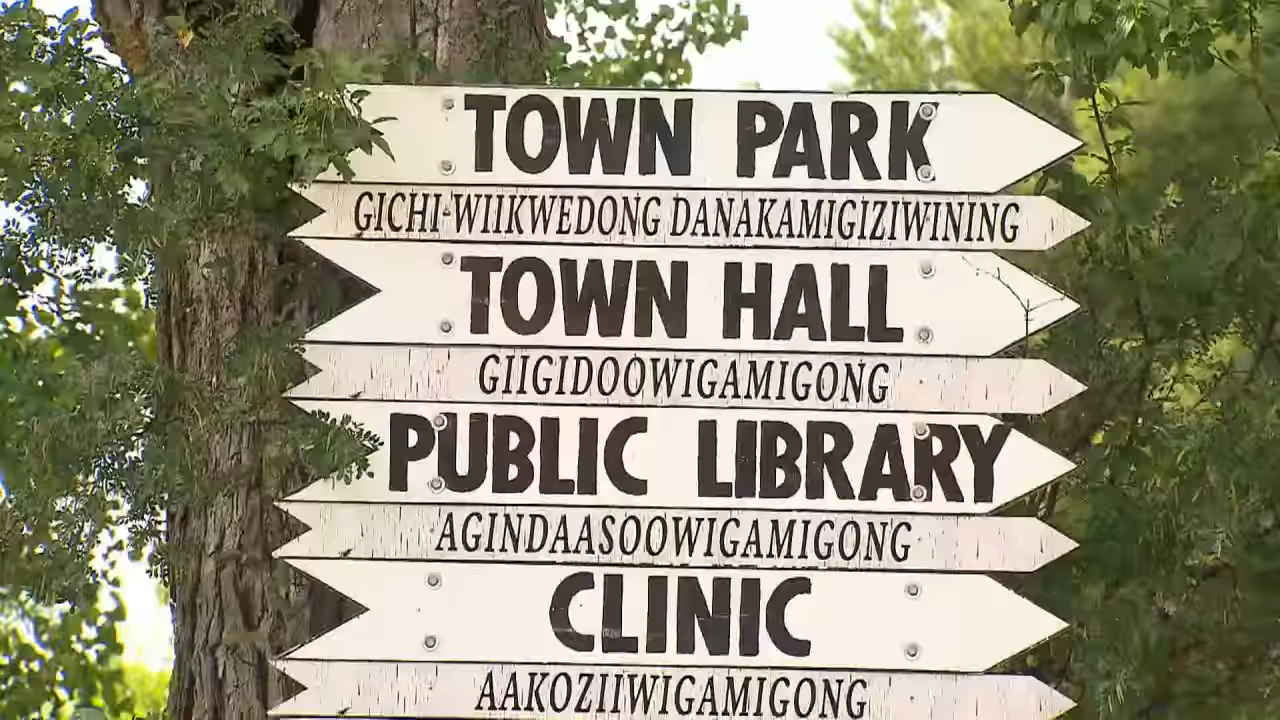 TOWN PARK
GICHI-WIIKWEDONG DANAKAMIGIZIWINING
TOWN HALL
GIIGIDOOWIGAMIGONG
PUBLIC LIBRARY
AGINDAASOOWIGAMIGONG
CLINIC
AAKOZIIWIGAMIGONG